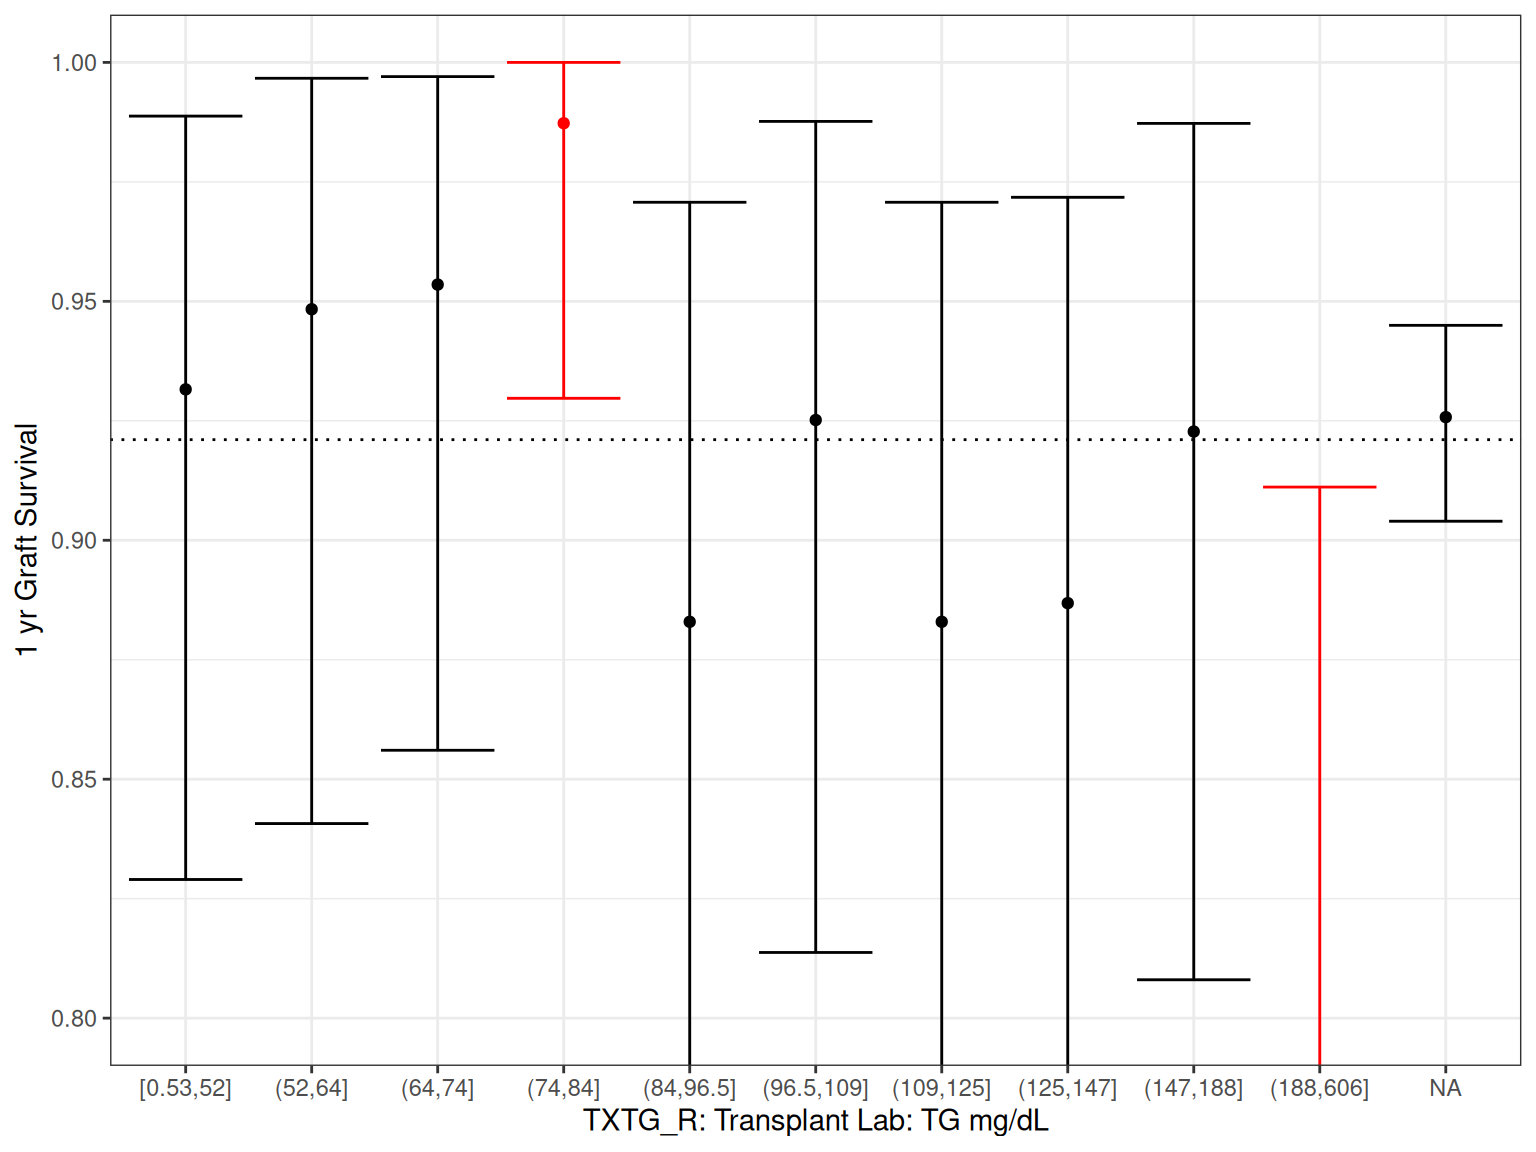 1 yr Graft Survival
1.00
0.95
0.90
0.85
0.80
[0.53,52] (52,64] (64,74] (74,84] (84,96.5] (96.5,109] (109,125] (125,147] (147,188] (188,606] NA
TXTG_R: Transplant Lab: TG mg/dL